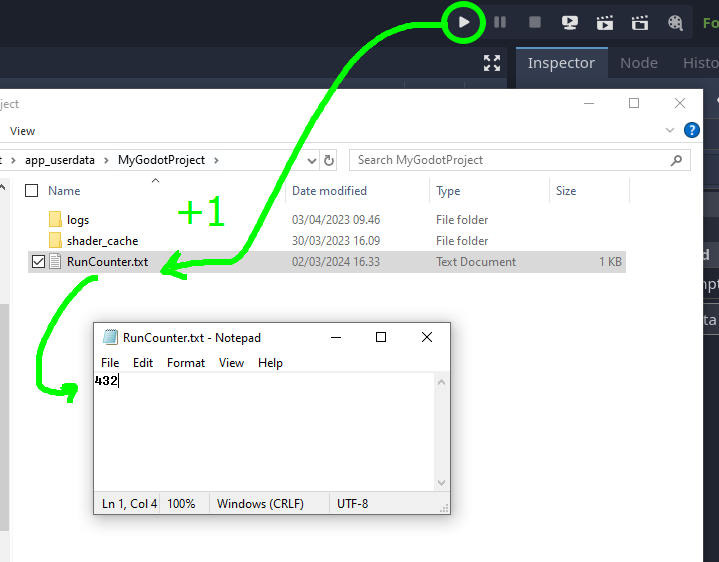 Fo
Inspector Node Histo
oject
View
t › app_userdata › MyGodotProject ›
Search MyGodotProject
Name Date modified Type Size
+1
logs 03/04/2023 09.46 File folder
shader_cache 30/03/2023 16.09 File folder
RunCounter.txt 02/03/2024 16.33 Text Document 1 KB
d
mpt
ta
RunCounter.txt - Notepad
File Edit Format View Help
432
Ln 1, Col 4 100% Windows (CRLF) UTF-8